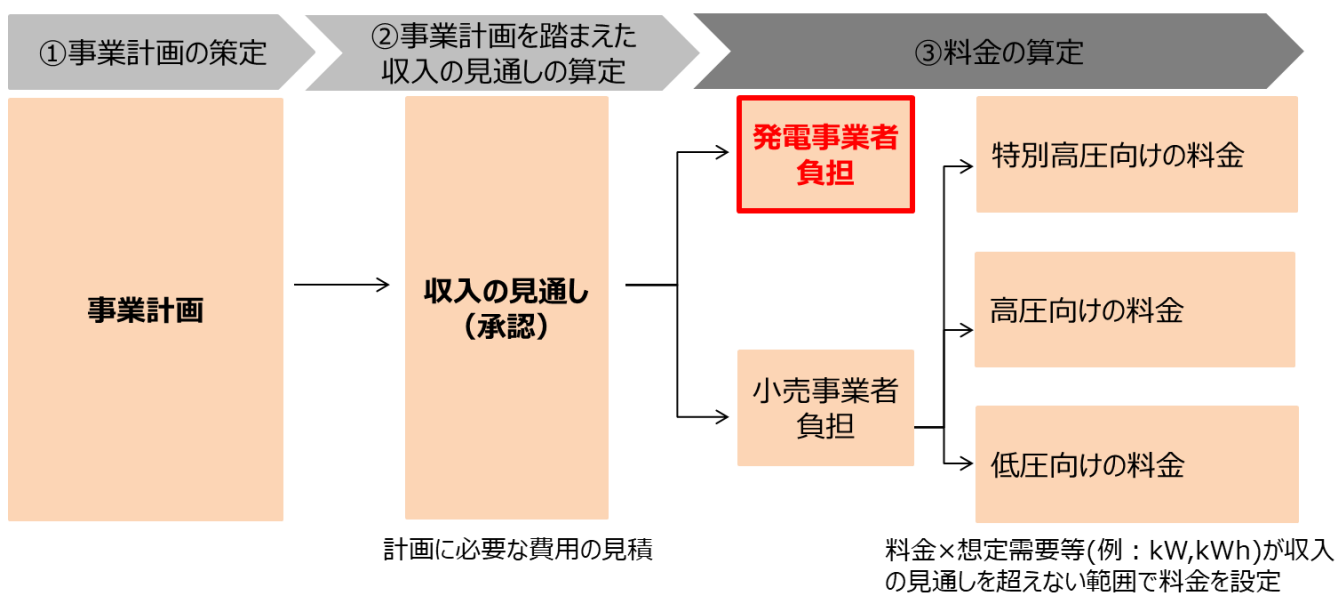 ①事業計画の策定
②事業計画を踏まえた
収入の見通しの算定
③料金の算定
事業計画
収入の見通し
（承認）
発電事業者
負担
小売事業者
負担
特別高圧向けの料金
高圧向けの料金
低圧向けの料金
計画に必要な費用の見積
料金×想定需要等(例：kW,kWh)が収入
の見通しを超えない範囲で料金を設定